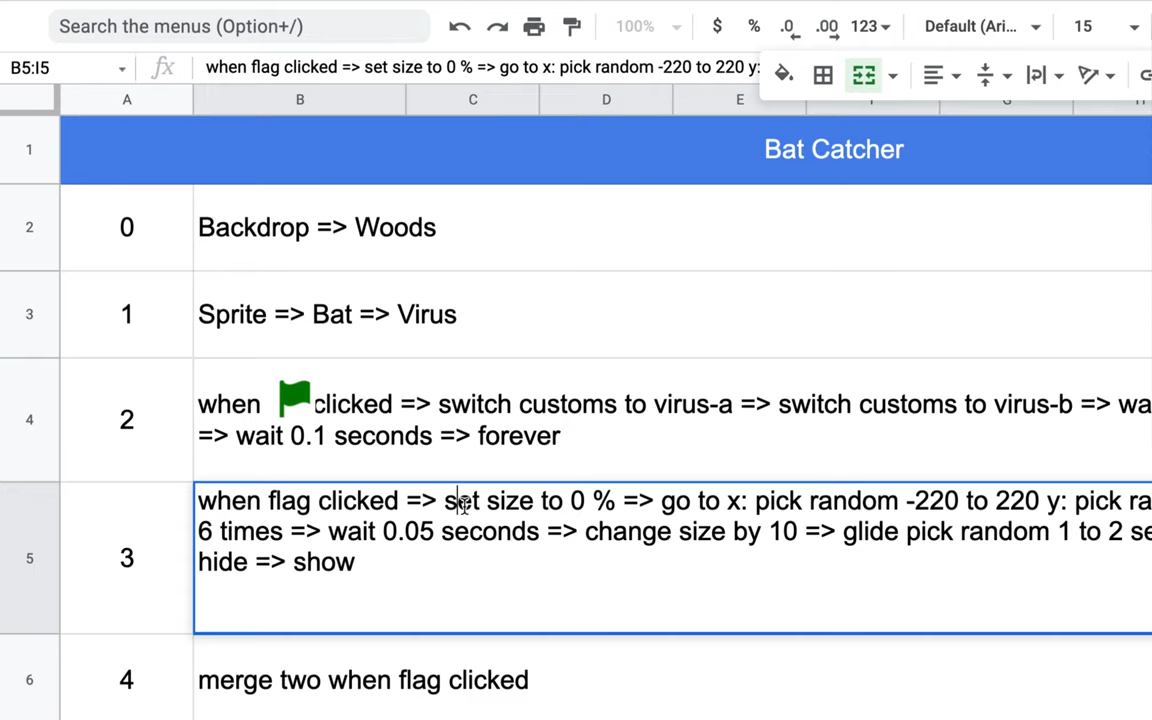 Search the menus (Option+/)
100%
$ % .0 .00 123 Default (Ari... 15
B5:I5 fx when flag clicked => set size to 0 % => go to x: pick random -220 to 220 y:
A B C D E
1 Bat Catcher
2 0 Backdrop => Woods
3 1 Sprite => Bat => Virus
4 2 when clicked => switch customs to virus-a => switch customs to virus-b => wa
=> wait 0.1 seconds => forever
5 3 when flag clicked => set size to 0 % => go to x: pick random -220 to 220 y: pick ra
6 times => wait 0.05 seconds => change size by 10 => glide pick random 1 to 2 se
hide => show
6 4 merge two when flag clicked